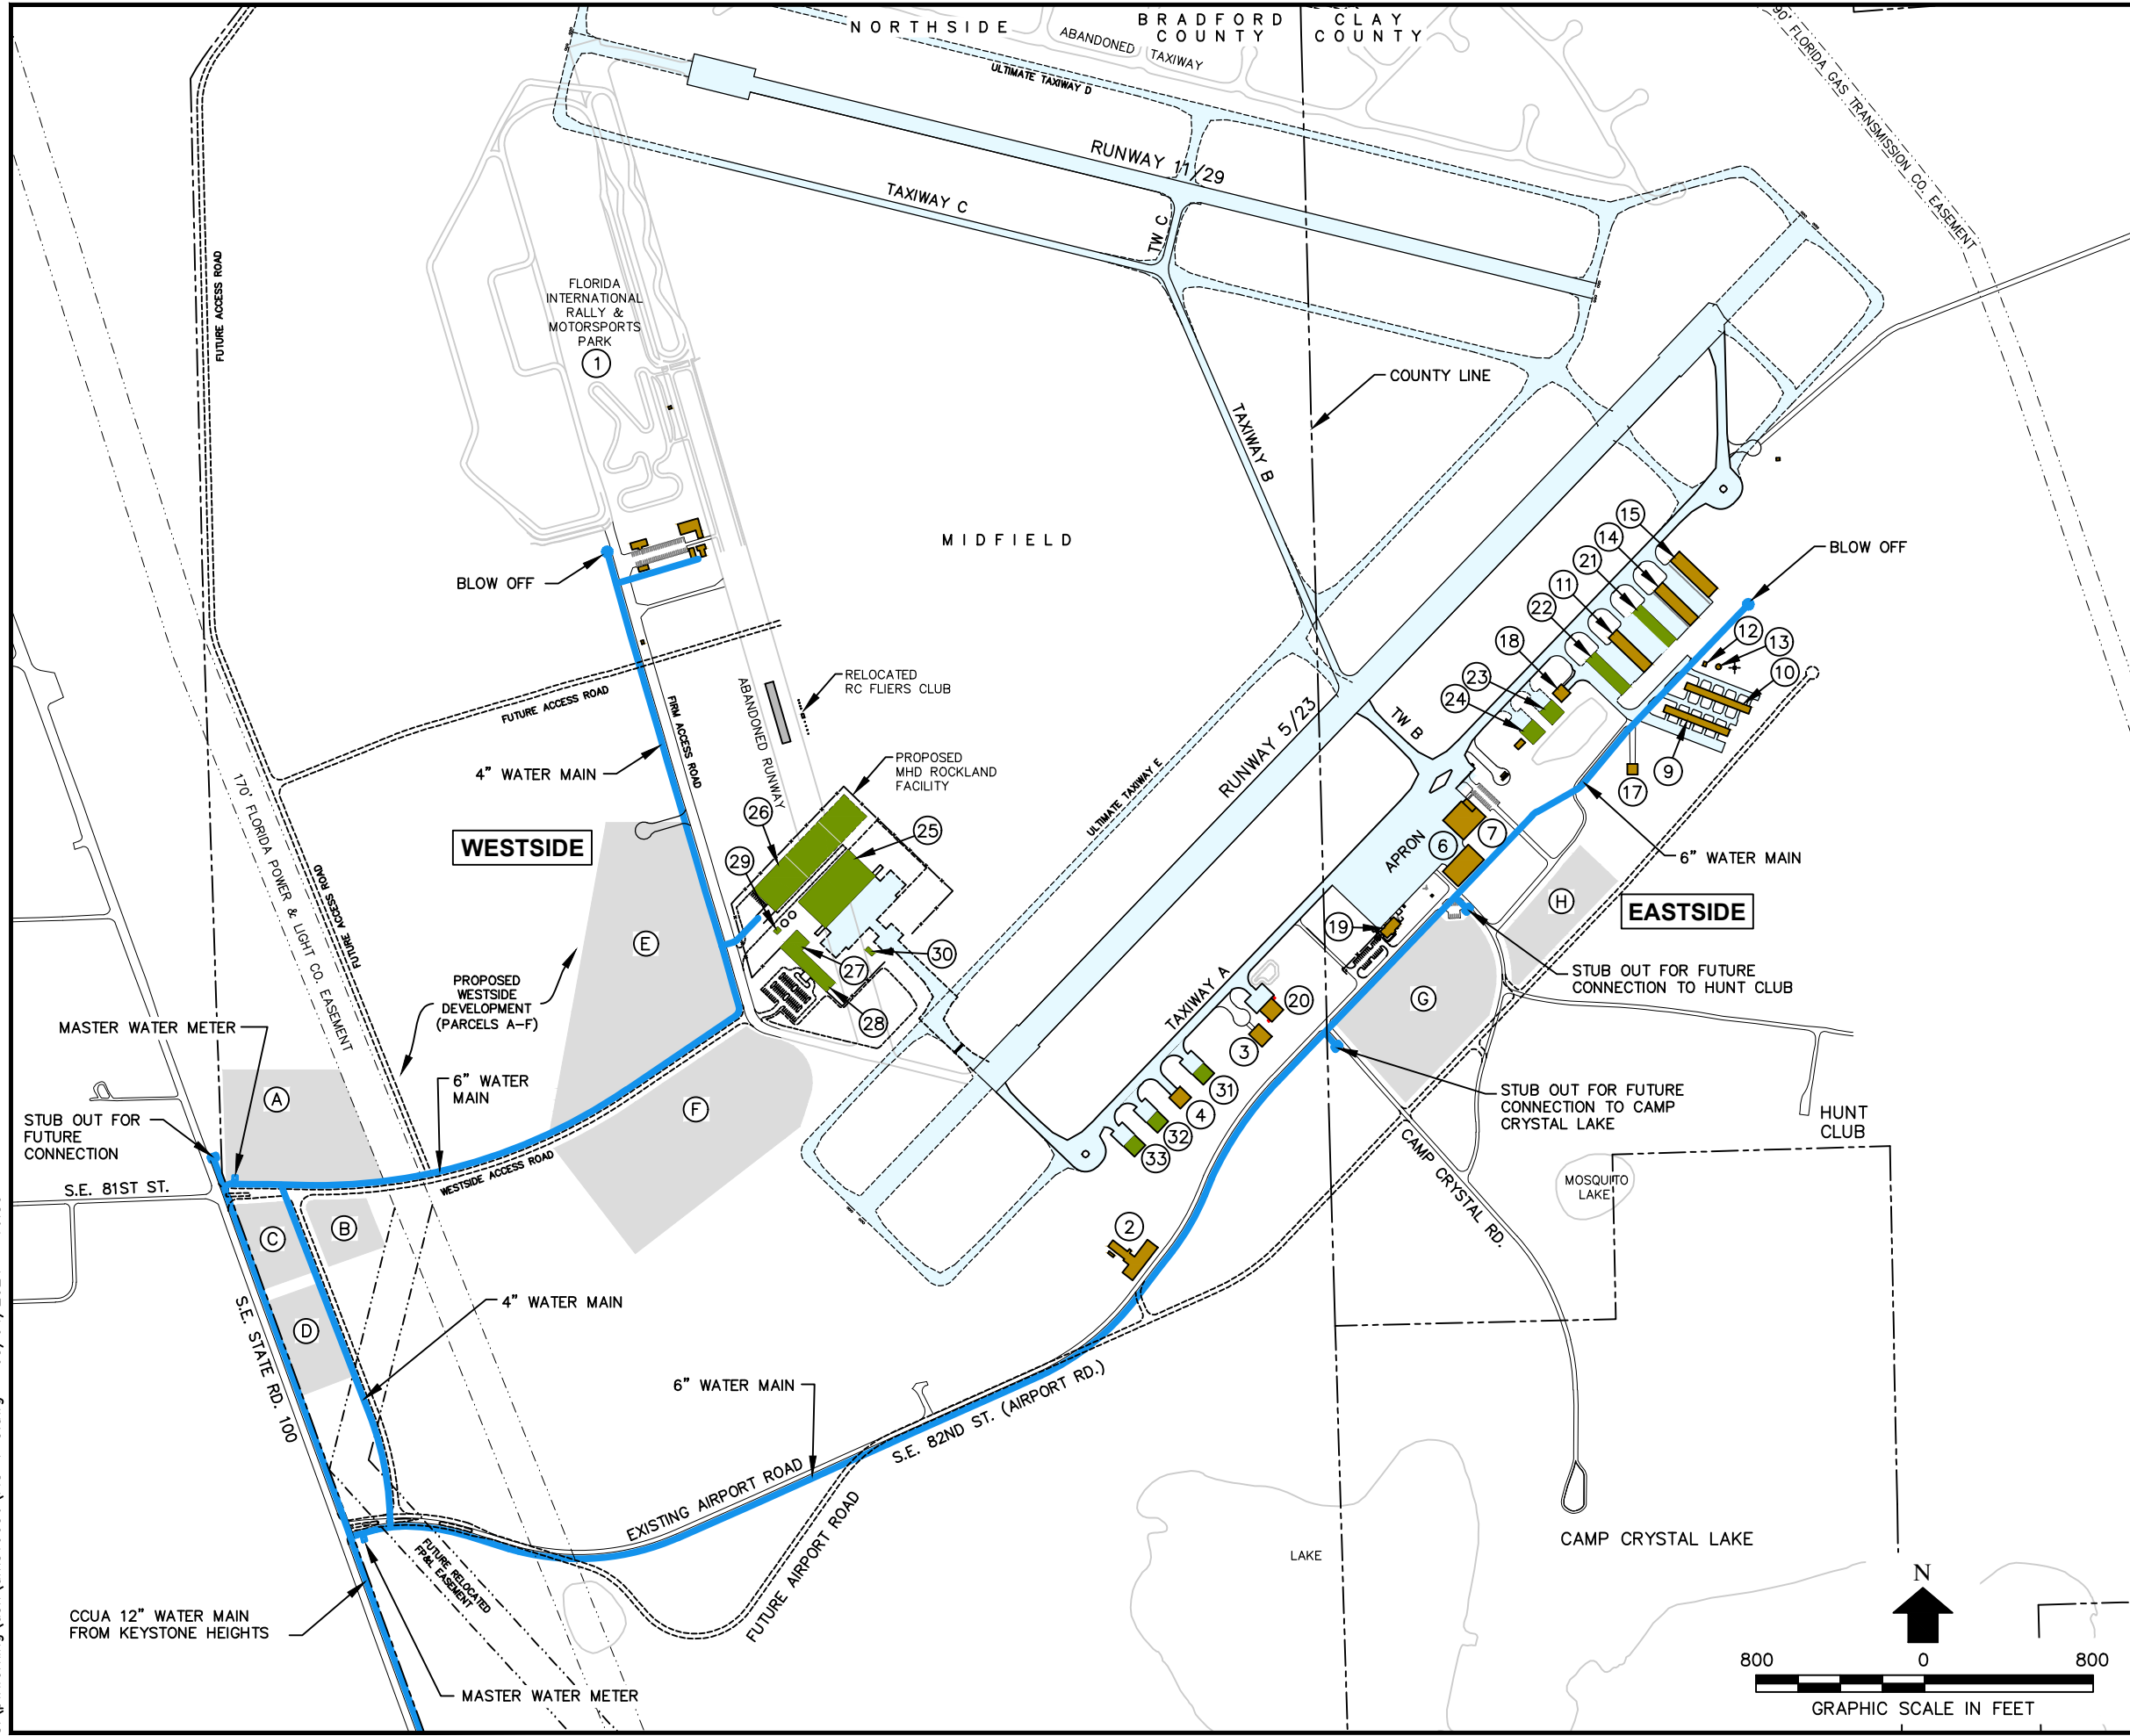 NORTHSIDE
BRADFORD
COUNTY
CLAY
COUNTY
ABANDONED TAXIWAY
ULTIMATE TAXIWAY D
90' FLORIDA GAS TRANSMISSION CO. EASEMENT
RUNWAY 11/29
TAXIWAY C
TW C
FUTURE ACCESS ROAD
FLORIDA
INTERNATIONAL
RALLY &
MOTORSPORTS
PARK
1
COUNTY LINE
TAXIWAY B
MIDFIELD
BLOW OFF
15
14
21
11
22
18
23
24
BLOW OFF
12
13
10
9
17
RELOCATED
RC FLIERS CLUB
FUTURE ACCESS ROAD
FIRM ACCESS ROAD
ABANDONED RUNWAY
4" WATER MAIN
TW B
RUNWAY 5/23
ULTIMATE TAXIWAY E
PROPOSED
MHD ROCKLAND
FACILITY
26
25
29
27
28
30
WESTSIDE
170' FLORIDA POWER & LIGHT CO. EASEMENT
FUTURE ACCESS ROAD
APRON
6
7
6" WATER MAIN
H
EASTSIDE
19
E
G
STUB OUT FOR FUTURE
CONNECTION TO HUNT CLUB
PROPOSED
WESTSIDE
DEVELOPMENT
(PARCELS A-F)
MASTER WATER METER
TAXIWAY A
20
3
31
4
32
33
6" WATER
MAIN
A
F
STUB OUT FOR
FUTURE
CONNECTION
STUB OUT FOR FUTURE
CONNECTION TO CAMP
CRYSTAL LAKE
HUNT
CLUB
CAMP CRYSTAL RD.
MOSQUITO
LAKE
S.E. 81ST ST.
WESTSIDE ACCESS ROAD
C
B
2
D
4" WATER MAIN
S.E. STATE RD. 100
6" WATER MAIN
S.E. 82ND ST. (AIRPORT RD.)
EXISTING AIRPORT ROAD
FUTURE AIRPORT ROAD
FUTURE RELOCATED
FP&L EASEMENT
LAKE
CAMP CRYSTAL LAKE
CCUA 12" WATER MAIN
FROM KEYSTONE HEIGHTS
MASTER WATER METER
N
800 0 800
GRAPHIC SCALE IN FEET